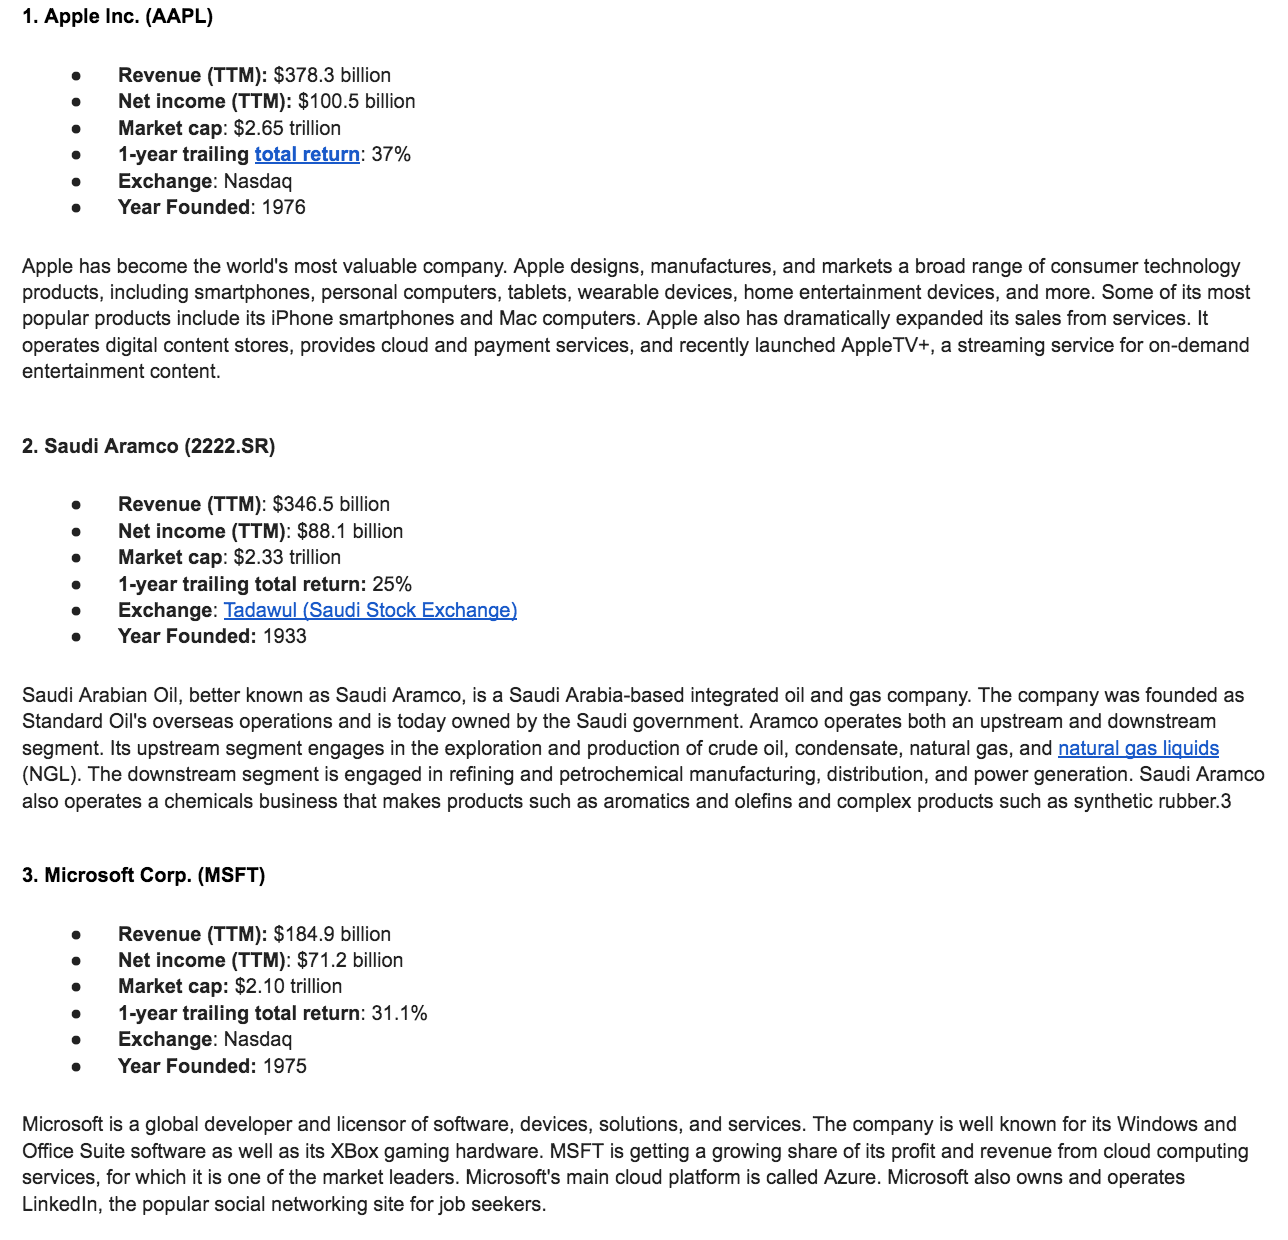 1. Apple Inc. (AAPL)
● Revenue (TTM): $378.3 billion
● Net income (TTM): $100.5 billion
● Market cap: $2.65 trillion
● 1-year trailing total return: 37%
● Exchange: Nasdaq
● Year Founded: 1976
Apple has become the world's most valuable company. Apple designs, manufactures, and markets a broad range of consumer technology
products, including smartphones, personal computers, tablets, wearable devices, home entertainment devices, and more. Some of its most
popular products include its iPhone smartphones and Mac computers. Apple also has dramatically expanded its sales from services. It
operates digital content stores, provides cloud and payment services, and recently launched AppleTV+, a streaming service for on-demand
entertainment content.
2. Saudi Aramco (2222.SR)
● Revenue (TTM): $346.5 billion
● Net income (TTM): $88.1 billion
● Market cap: $2.33 trillion
● 1-year trailing total return: 25%
● Exchange: Tadawul (Saudi Stock Exchange)
● Year Founded: 1933
Saudi Arabian Oil, better known as Saudi Aramco, is a Saudi Arabia-based integrated oil and gas company. The company was founded as
Standard Oil's overseas operations and is today owned by the Saudi government. Aramco operates both an upstream and downstream
segment. Its upstream segment engages in the exploration and production of crude oil, condensate, natural gas, and natural gas liquids
(NGL). The downstream segment is engaged in refining and petrochemical manufacturing, distribution, and power generation. Saudi Aramco
also operates a chemicals business that makes products such as aromatics and olefins and complex products such as synthetic rubber.3
3. Microsoft Corp. (MSFT)
● Revenue (TTM): $184.9 billion
● Net income (TTM): $71.2 billion
● Market cap: $2.10 trillion
● 1-year trailing total return: 31.1%
● Exchange: Nasdaq
● Year Founded: 1975
Microsoft is a global developer and licensor of software, devices, solutions, and services. The company is well known for its Windows and
Office Suite software as well as its XBox gaming hardware. MSFT is getting a growing share of its profit and revenue from cloud computing
services, for which it is one of the market leaders. Microsoft's main cloud platform is called Azure. Microsoft also owns and operates
LinkedIn, the popular social networking site for job seekers.